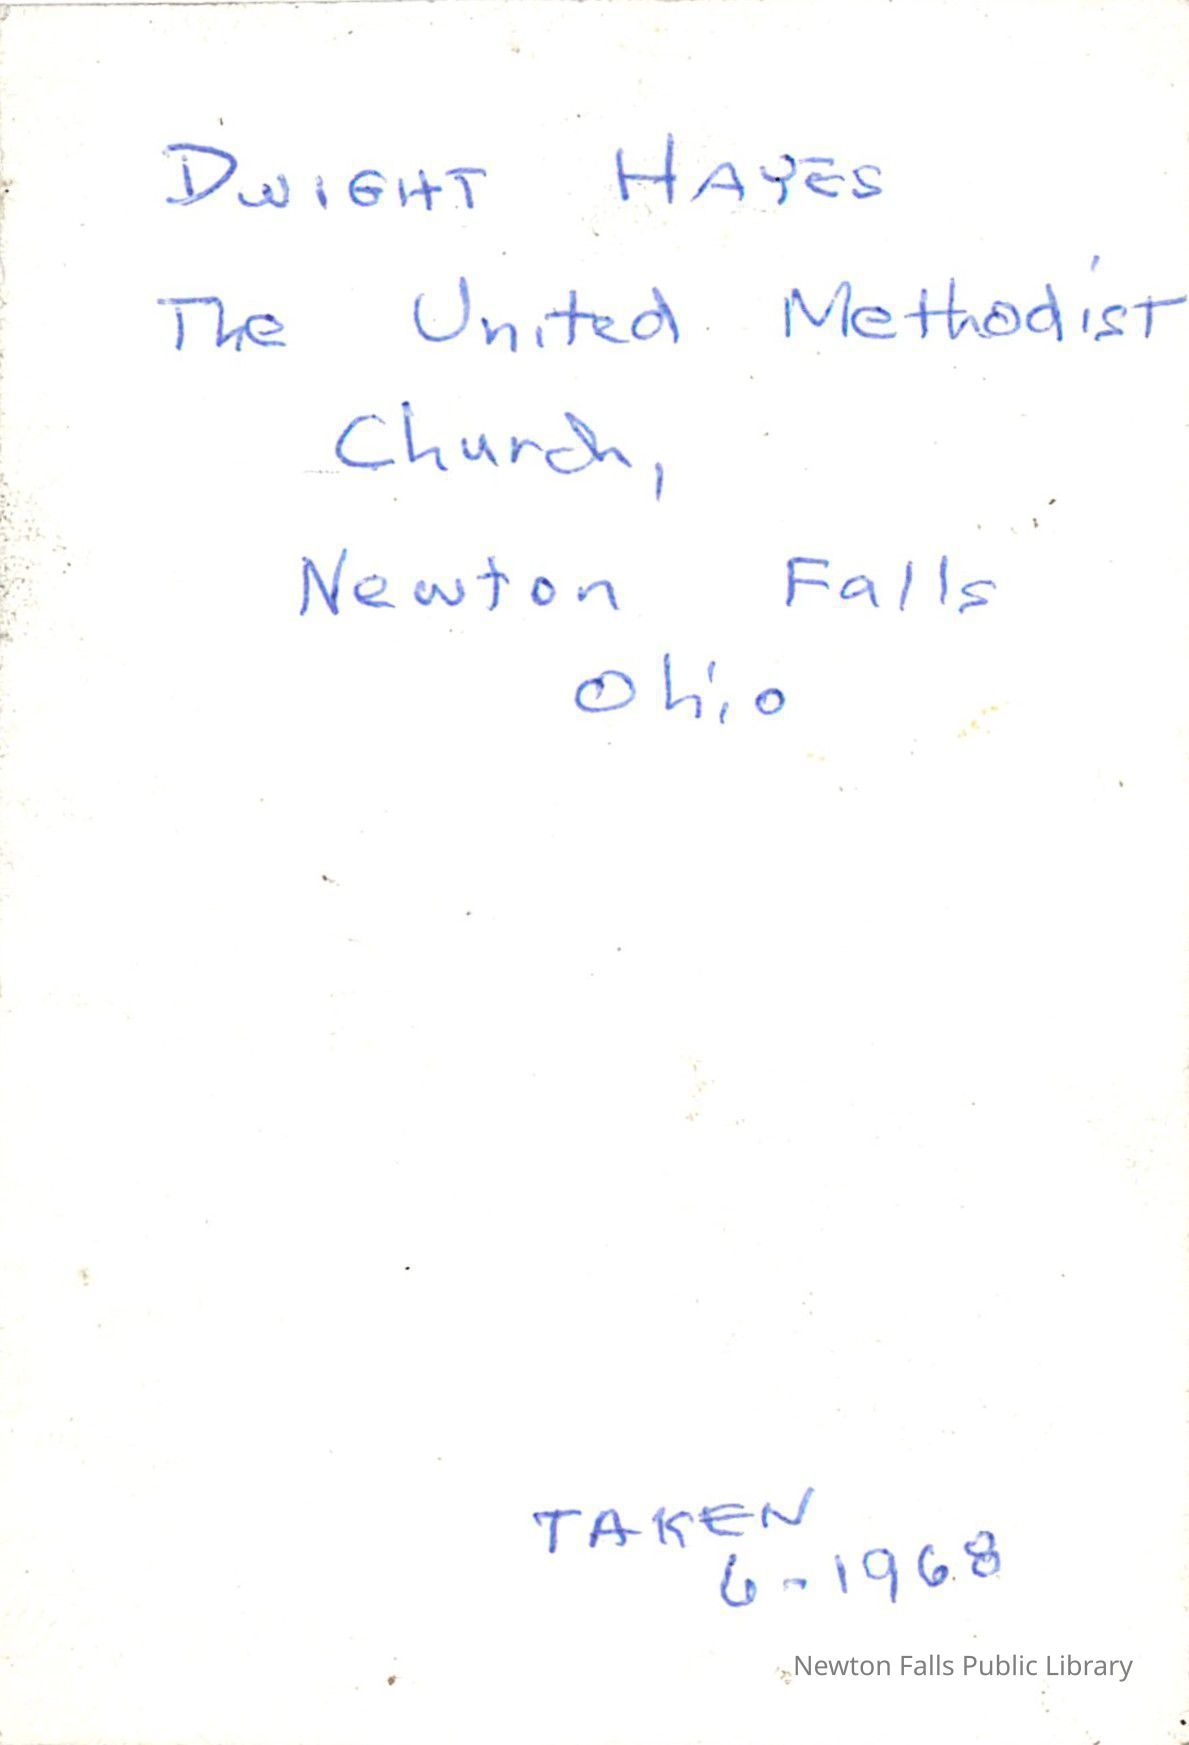 DWIGHT HAYES
The United Methodist
Church,
Newton Falls
Ohio
TAKEN
6-1968
Newton Falls Public Library